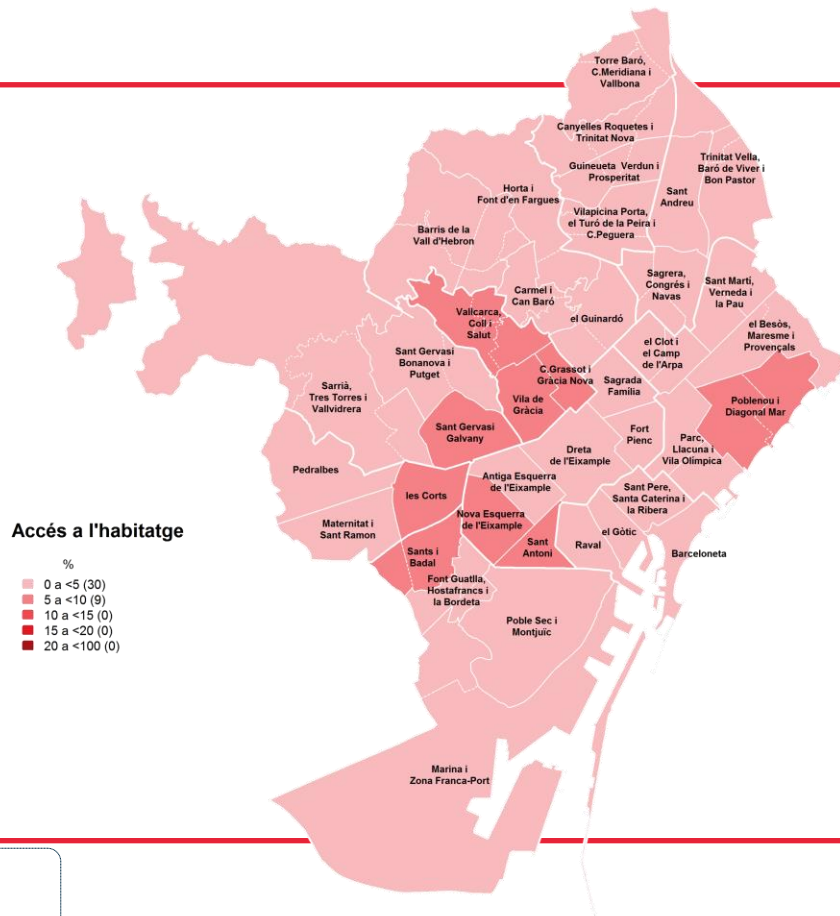 Torre Baró,
C.Meridiana i
Vallbona
Canyelles Roquetes i
Trinitat Nova
Guineueta Verdun i
Prosperitat
Trinitat Vella,
Baró de Viver i
Bon Pastor
Sant
Andreu
Horta i
Font d'en Fargues
Vilapicina Porta,
el Turó de la Peira i
C.Peguera
Barris de la
Vall d'Hebron
Sagrera,
Congrés i
Navas
Sant Martí,
Verneda i
la Pau
Carmel i
Can Baró
Vallcarca,
Coll i
Salut
el Guinardó
el Besòs,
Maresme i
Provençals
el Clot i
el Camp
de l'Arpa
Sant Gervasi
Bonanova i
Putget
C.Grassot i
Gràcia Nova
Sagrada
Família
Sarrià,
Tres Torres i
Vallvidrera
Vila de
Gràcia
Poblenou i
Diagonal Mar
Sant Gervasi
Galvany
Fort
Pienc
Parc,
Llacuna i
Vila Olímpica
Dreta
de l'Eixample
Pedralbes
Antiga Esquerra
de l'Eixample
Sant Pere,
Santa Caterina i
la Ribera
les Corts
Nova Esquerra
de l'Eixample
Maternitat i
Sant Ramon
el Gòtic
Sant
Antoni
Raval
Barceloneta
Sants i
Badal
Font Guatlla,
Hostafrancs i
la Bordeta
Poble Sec i
Montjuïc
Marina i
Zona Franca-Port
Accés a l'habitatge
%
0 a <5 (30)
5 a <10 (9)
10 a <15 (0)
15 a <20 (0)
20 a <100 (0)